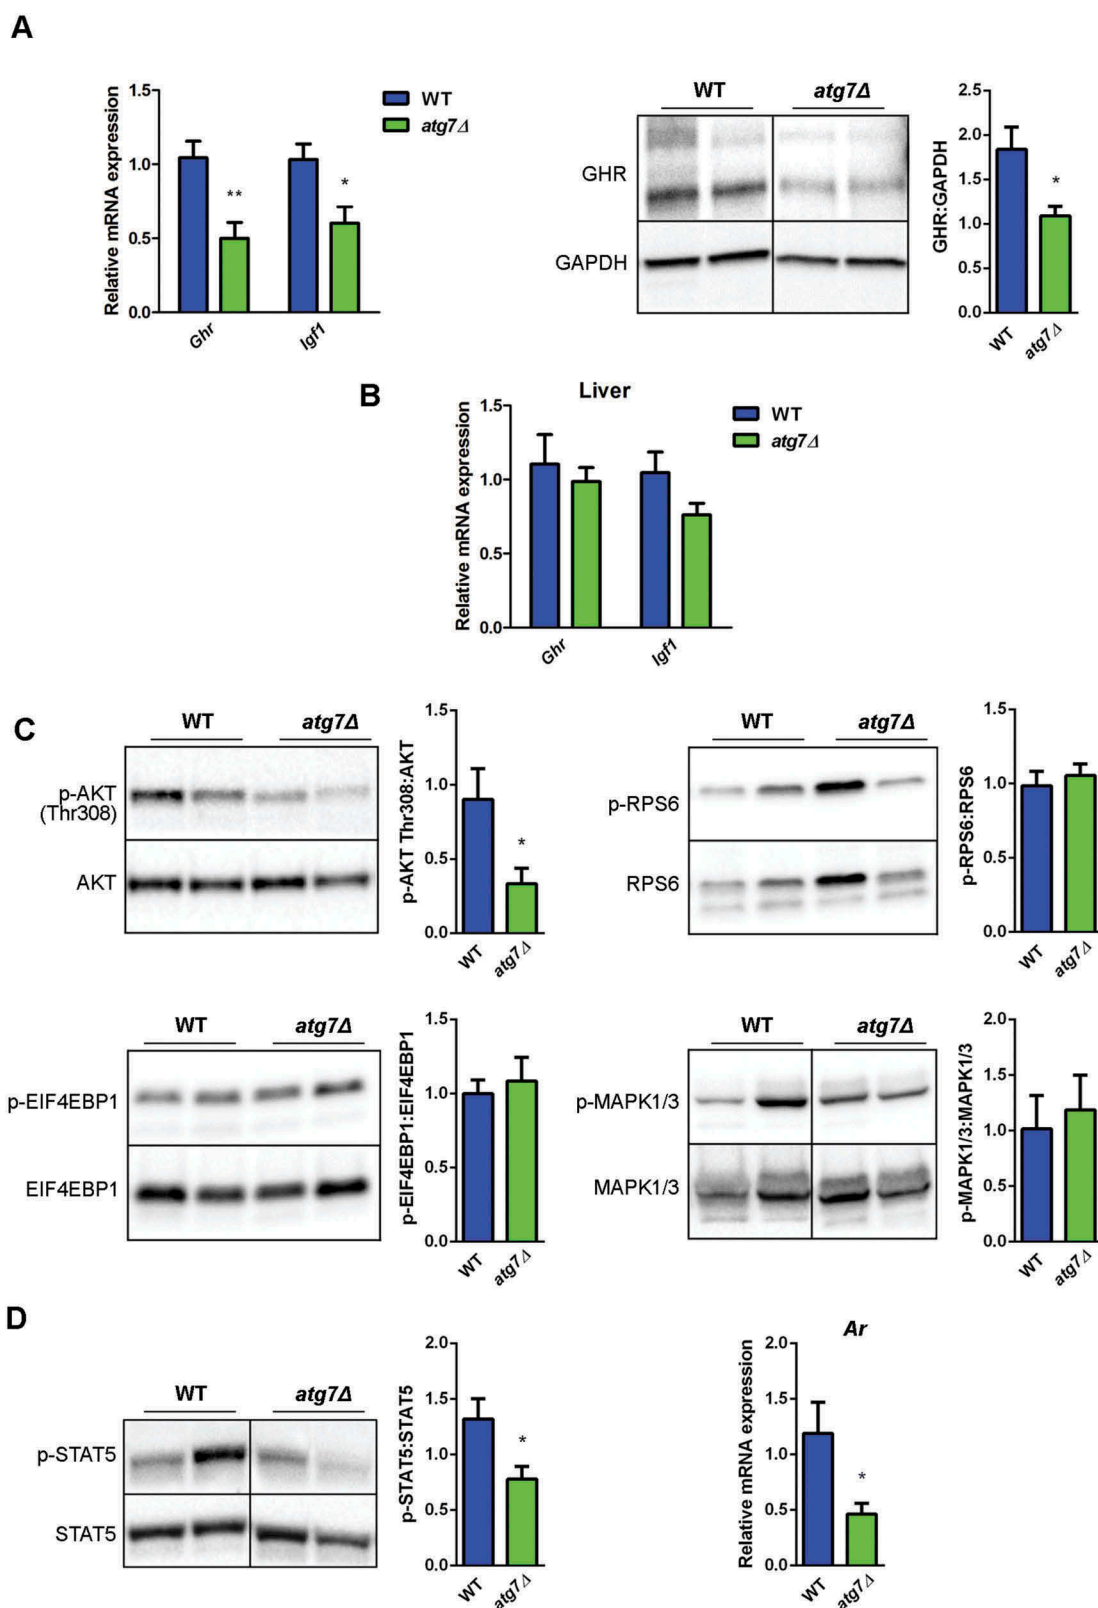 A
Relative mRNA expression
1.5
1.0
0.5
0.0
Ghr
Igf1
WT
atg7Δ
WT
atg7Δ
GHR
GAPDH
GHR:GAPDH
2.5
2.0
1.5
1.0
0.5
0.0
WT
atg7Δ
**
*
*
B
Liver
Relative mRNA expression
1.5
1.0
0.5
0.0
Ghr
Igf1
WT
atg7Δ
C
WT
atg7Δ
p-AKT
(Thr308)
AKT
p-AKT Thr308:AKT
1.5
1.0
0.5
0.0
*
WT
atg7Δ
WT
atg7Δ
p-RPS6
RPS6
p-RPS6:RPS6
1.5
1.0
0.5
0.0
WT
atg7Δ
WT
atg7Δ
p-EIF4EBP1
EIF4EBP1
p-EIF4EBP1:EIF4EBP1
1.5
1.0
0.5
0.0
WT
atg7Δ
WT
atg7Δ
p-MAPK1/3
MAPK1/3
p-MAPK1/3:MAPK1/3
2.0
1.5
1.0
0.5
0.0
WT
atg7Δ
D
WT
atg7Δ
p-STAT5
STAT5
p-STAT5:STAT5
2.0
1.5
1.0
0.5
0.0
*
WT
atg7Δ
Ar
Relative mRNA expression
2.0
1.5
1.0
0.5
0.0
*
WT
atg7Δ